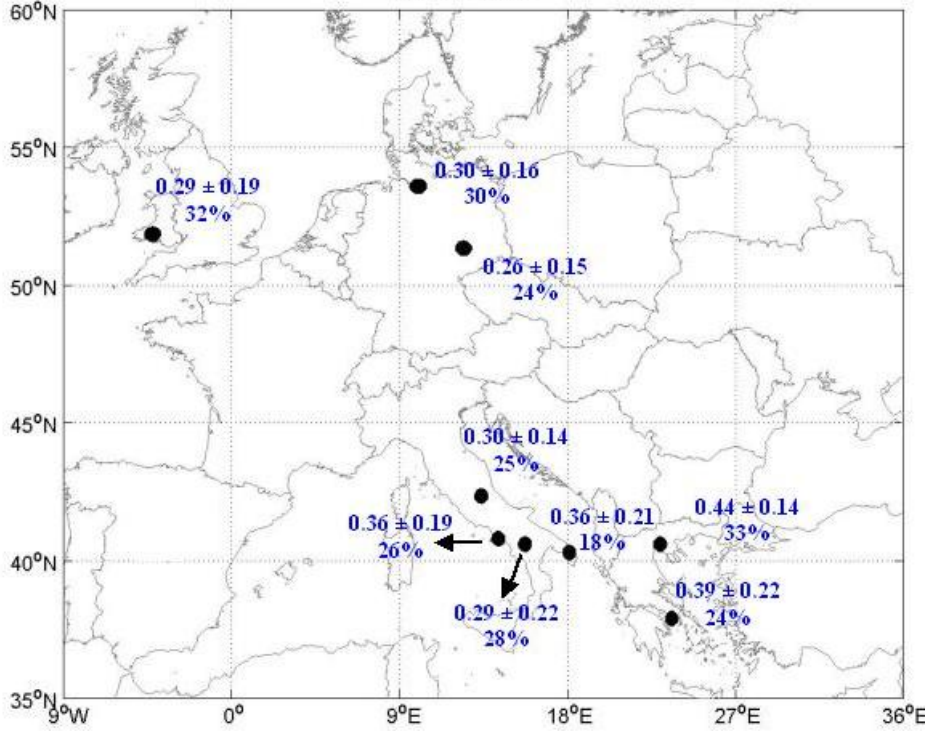 60°N
0.30 ± 0.16
30%
0.29 ± 0.19
32%
55°N
0.26 ± 0.15
24%
50°N
45°N
0.30 ± 0.14
25%
0.36 ± 0.19
26%
0.36 ± 0.21
18%
0.44 ± 0.14
33%
40°N
0.29 ± 0.22
28%
0.39 ± 0.22
24%
35°N
9°W
0°
9°E
18°E
27°E
36°E